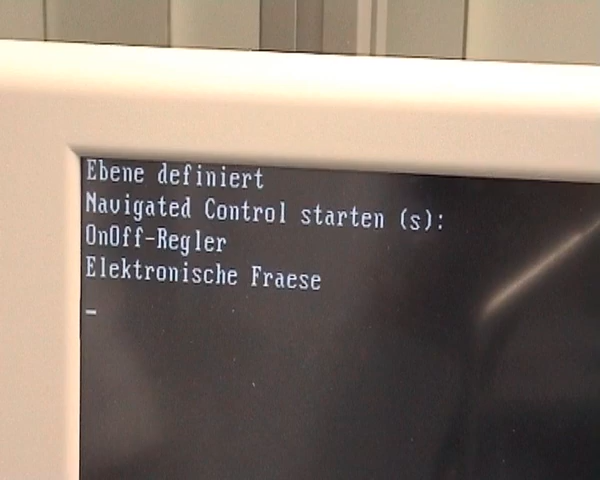 Ebene definiert
Navigated Control starten (s):
OnOff-Regler
Elektronische Fraese
_